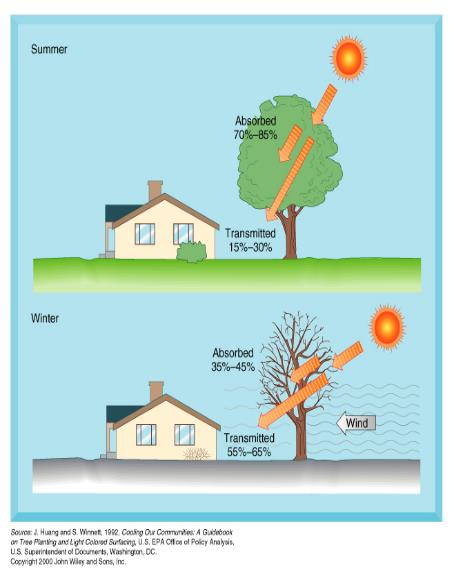 Summer
Absorbed
70%–85%
Transmitted
15%–30%
Winter
Absorbed
35%–45%
Wind
Transmitted
55%–65%
Source: J. Huang and S. Winnett, 1992, Cooling Our Communities: A Guidebook
on Tree Planting and Light Colored Surfacing, U.S. EPA Office of Policy Analysis,
U.S. Superintendent of Documents, Washington, DC.
Copyright 2000 John Wiley and Sons, Inc.